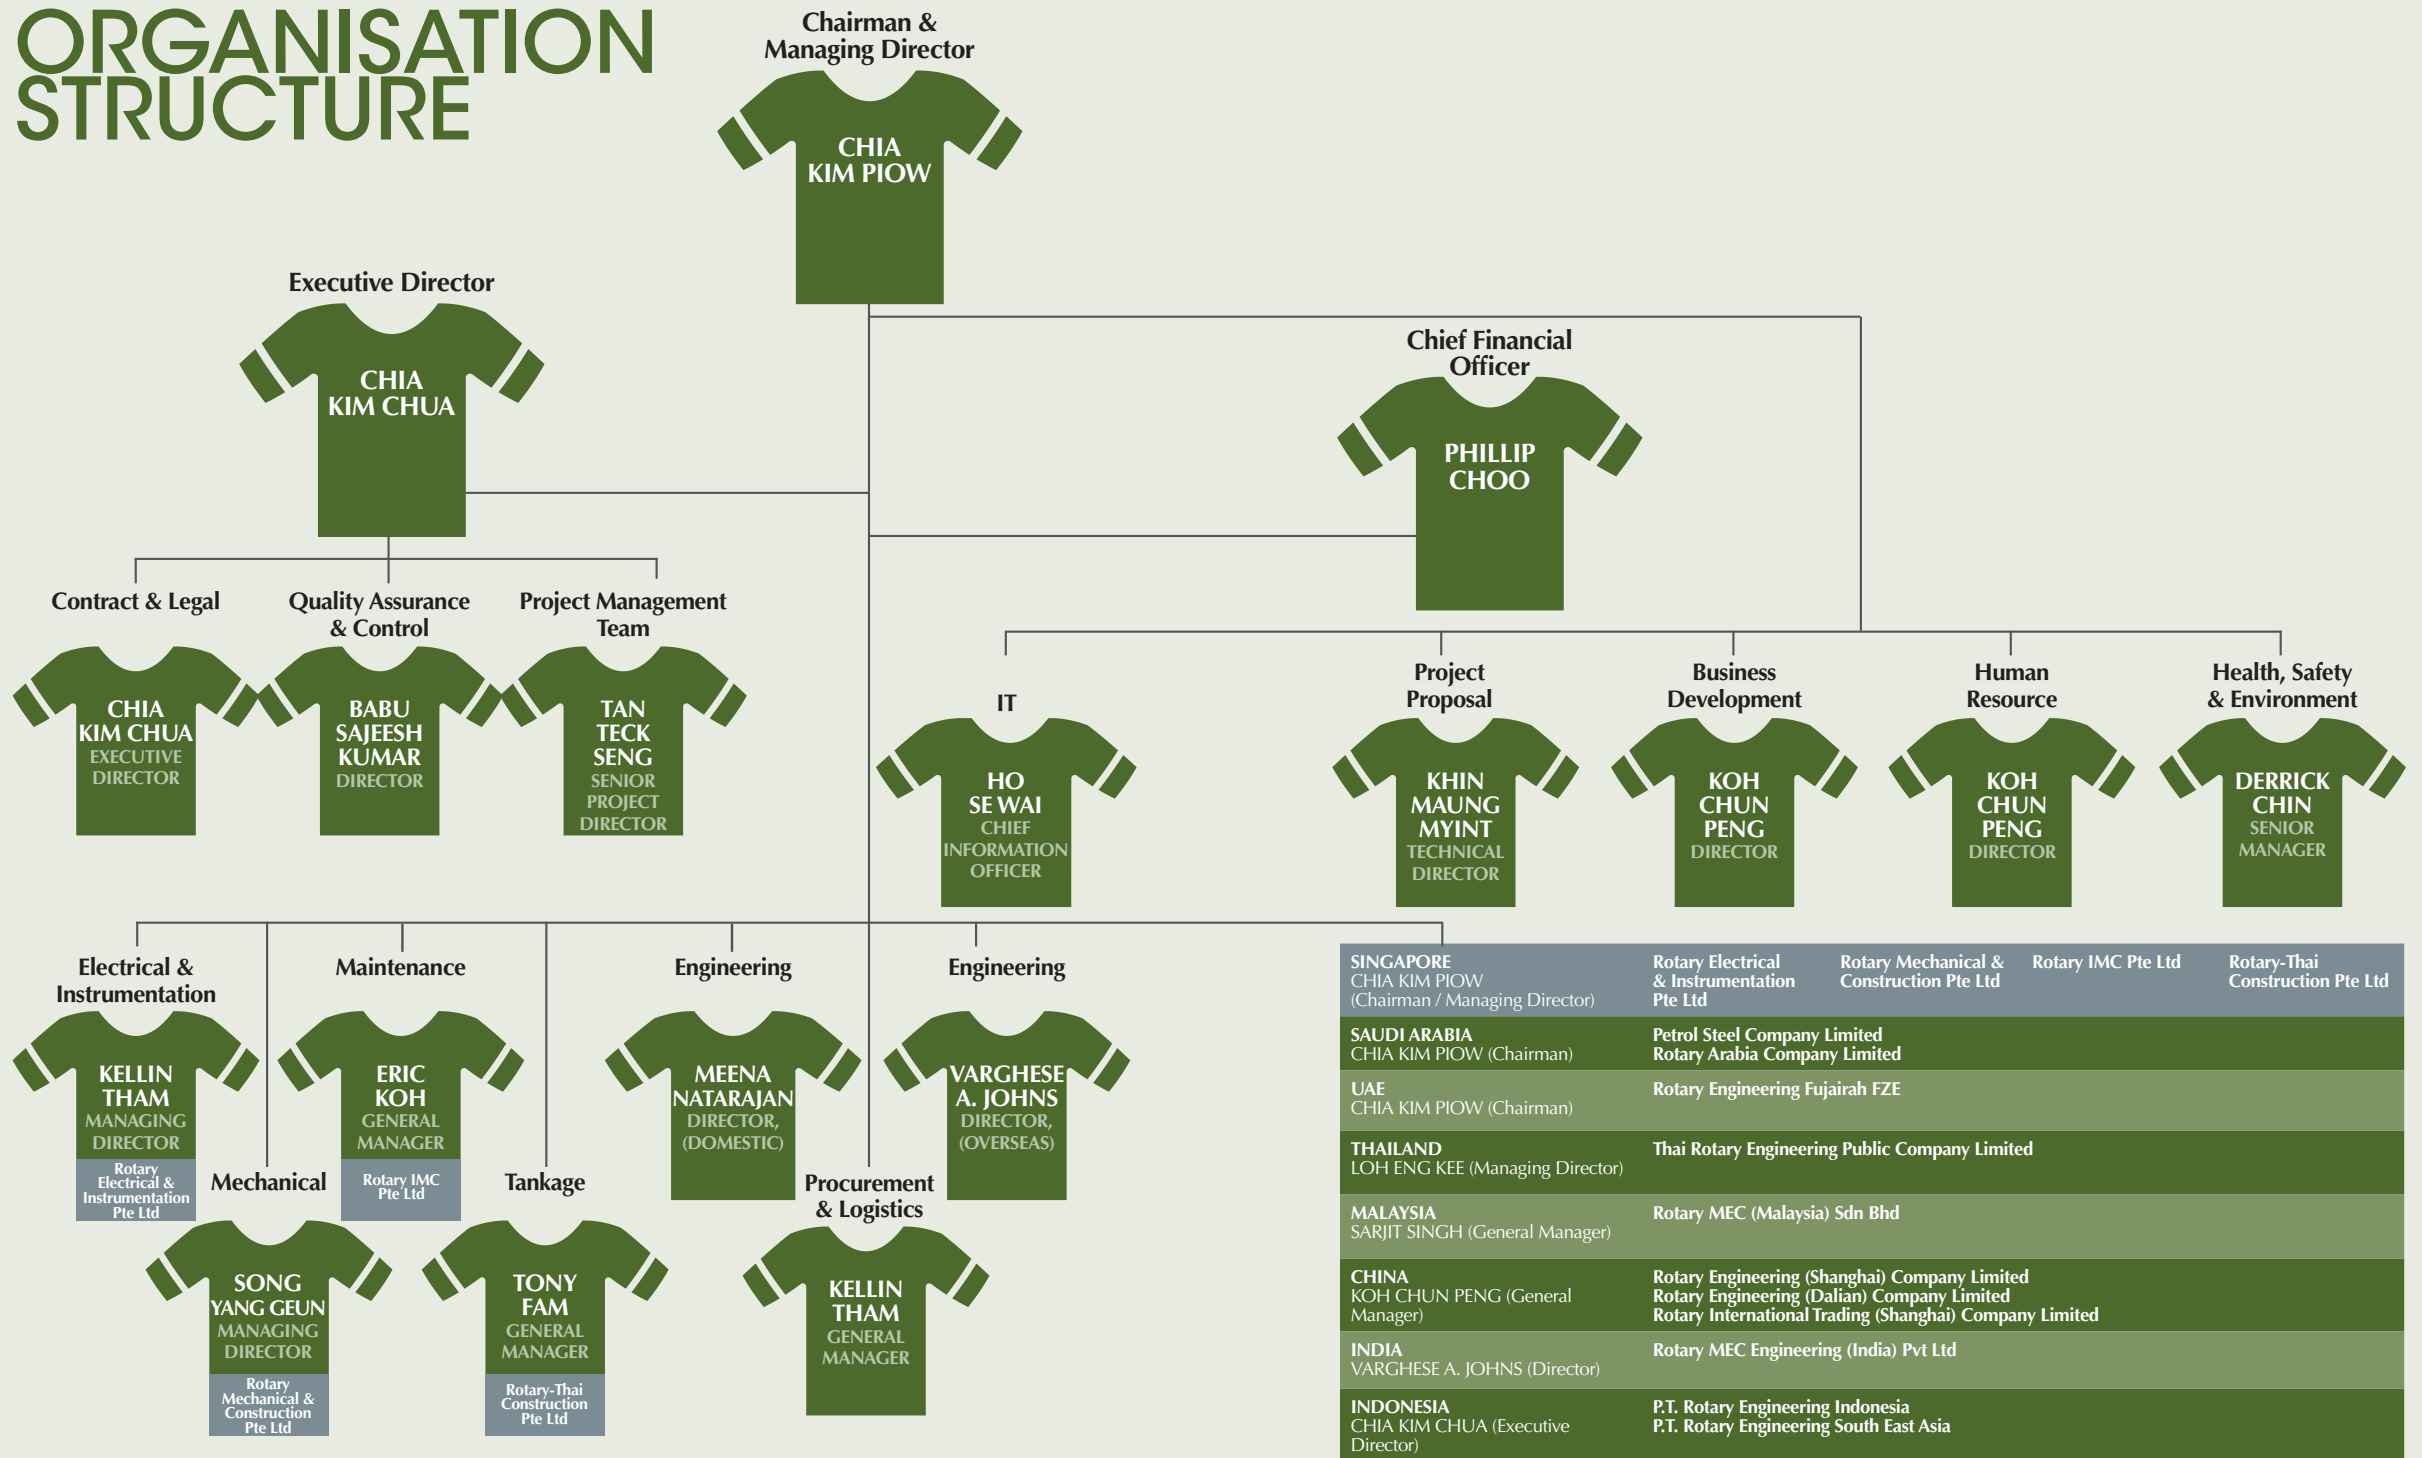 ORGANISATION
STRUCTURE
Chairman &
Managing Director
CHIA
KIM PIOW
Executive Director
CHIA
KIM CHUA
Chief Financial
Officer
PHILLIP
CHOO
Contract & Legal
CHIA
KIM CHUA
EXECUTIVE
DIRECTOR
Quality Assurance
& Control
BABU
SAJEESH
KUMAR
DIRECTOR
Project Management
Team
TAN
TECK
SENG
SENIOR
PROJECT
DIRECTOR
IT
HO
SE WAI
CHIEF
INFORMATION
OFFICER
Project
Proposal
KHIN
MAUNG
MYINT
TECHNICAL
DIRECTOR
Business
Development
KOH
CHUN
PENG
DIRECTOR
Human
Resource
KOH
CHUN
PENG
DIRECTOR
Health, Safety
& Environment
DERRICK
CHIN
SENIOR
MANAGER
Electrical &
Instrumentation
KELLIN
THAM
MANAGING
DIRECTOR
Rotary
Electrical &
Instrumentation
Pte Ltd
Mechanical
SONG
YANG GEUN
MANAGING
DIRECTOR
Rotary
Mechanical &
Construction
Pte Ltd
Maintenance
ERIC
KOH
GENERAL
MANAGER
Rotary IMC
Pte Ltd
Tankage
TONY
FAM
GENERAL
MANAGER
Rotary-Thai
Construction
Pte Ltd
Engineering
MEENA
NATARAJAN
DIRECTOR,
(DOMESTIC)
Procurement
& Logistics
KELLIN
THAM
GENERAL
MANAGER
Engineering
VARGHESE
A. JOHNS
DIRECTOR,
(OVERSEAS)
SINGAPORE
CHIA KIM PIOW
(Chairman / Managing Director)
Rotary Electrical
& Instrumentation
Pte Ltd
Rotary Mechanical &
Construction Pte Ltd
Rotary IMC Pte Ltd
Rotary-Thai
Construction Pte Ltd
SAUDI ARABIA
CHIA KIM PIOW (Chairman)
Petrol Steel Company Limited
Rotary Arabia Company Limited
UAE
CHIA KIM PIOW (Chairman)
Rotary Engineering Fujairah FZE
THAILAND
LOH ENG KEE (Managing Director)
Thai Rotary Engineering Public Company Limited
MALAYSIA
SARJIT SINGH (General Manager)
Rotary MEC (Malaysia) Sdn Bhd
CHINA
KOH CHUN PENG (General
Manager)
Rotary Engineering (Shanghai) Company Limited
Rotary Engineering (Dalian) Company Limited
Rotary International Trading (Shanghai) Company Limited
INDIA
VARGHESE A. JOHNS (Director)
Rotary MEC Engineering (India) Pvt Ltd
INDONESIA
CHIA KIM CHUA (Executive
Director)
P.T. Rotary Engineering Indonesia
P.T. Rotary Engineering South East Asia